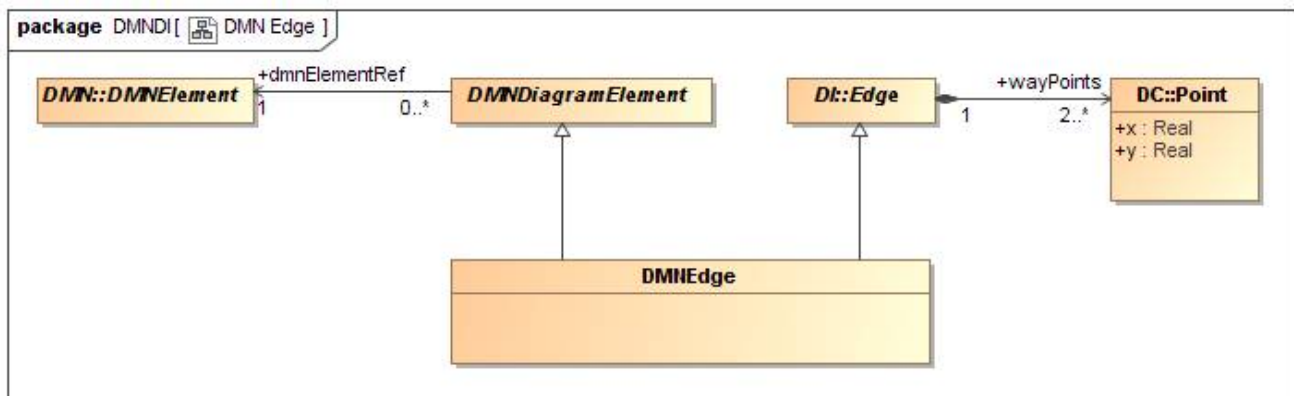 package DMNDI [ DMN Edge ]
+dmnElementRef
+wayPoints
DMN::DMNElement
DMNDiagramElement
DI::Edge
DC::Point
1
0..*
1
2..*
+x : Real
+y : Real
DMNEdge